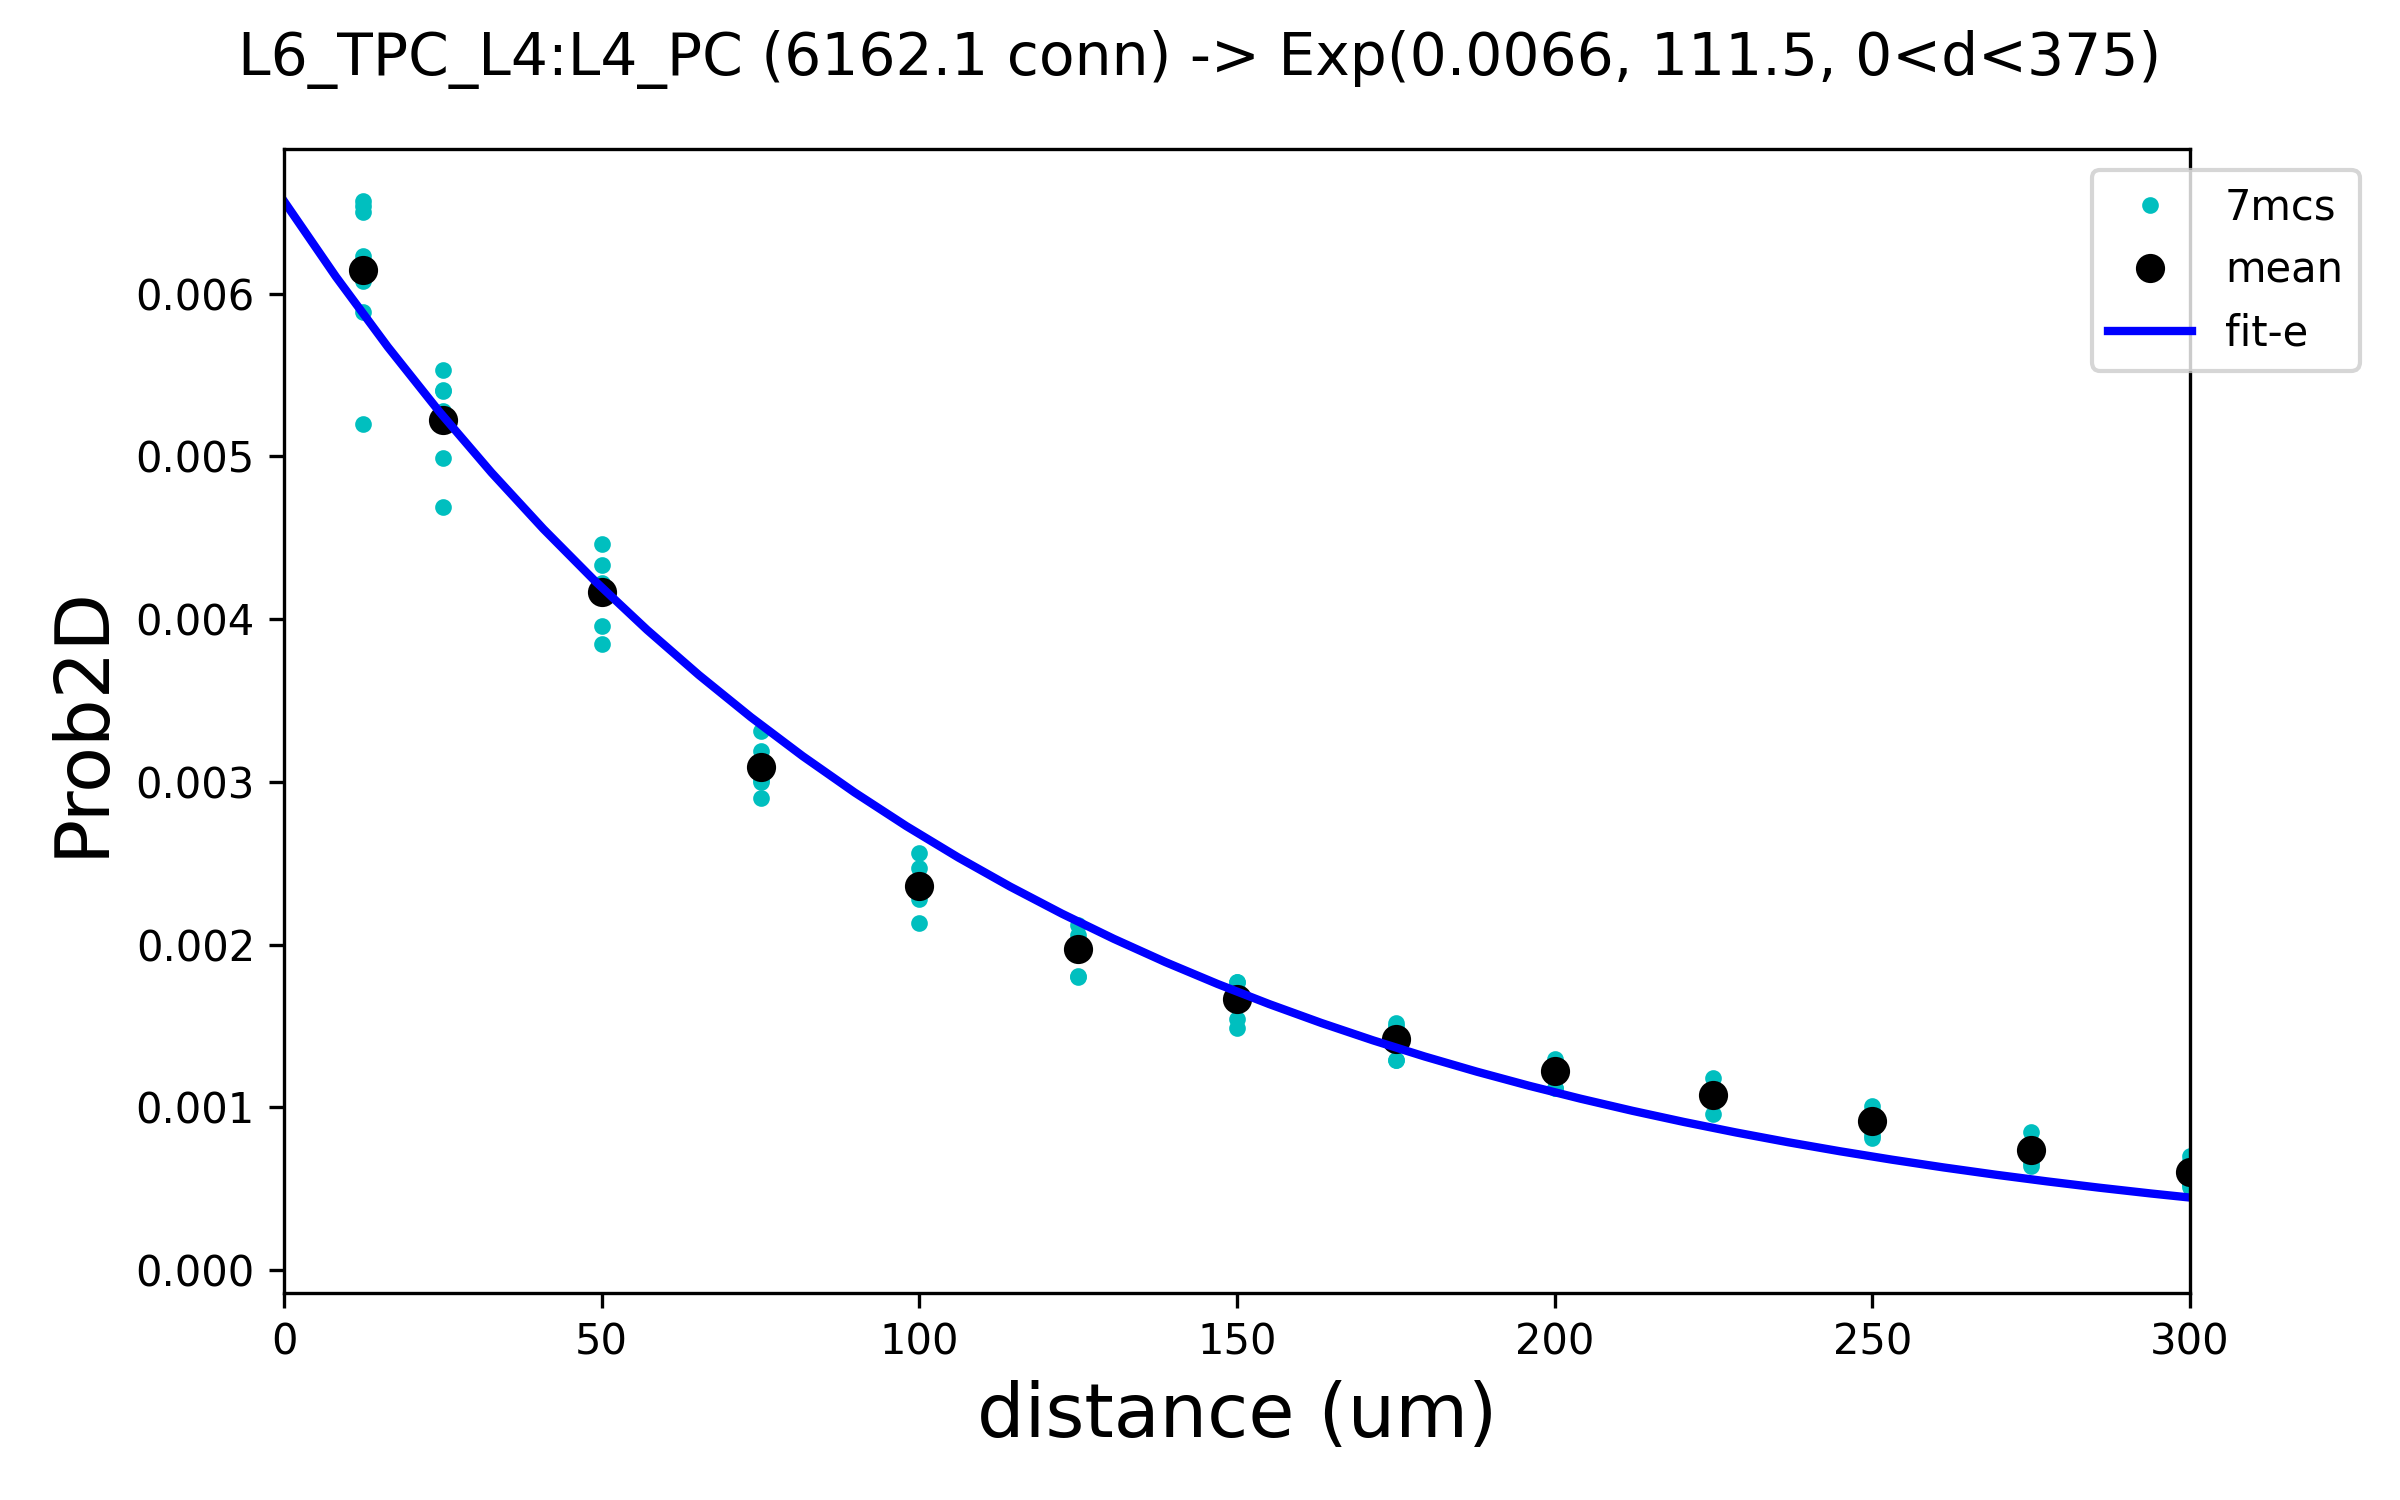 L6_TPC_L4:L4_PC (6162.1 conn) -> Exp(0.0066, 111.5, 0<d<375)
7mcs
mean
fit-e
0.006
0.005
0.004
0.003
0.002
0.001
0.000
Prob2D
0 50 100 150 200 250 300
distance (um)